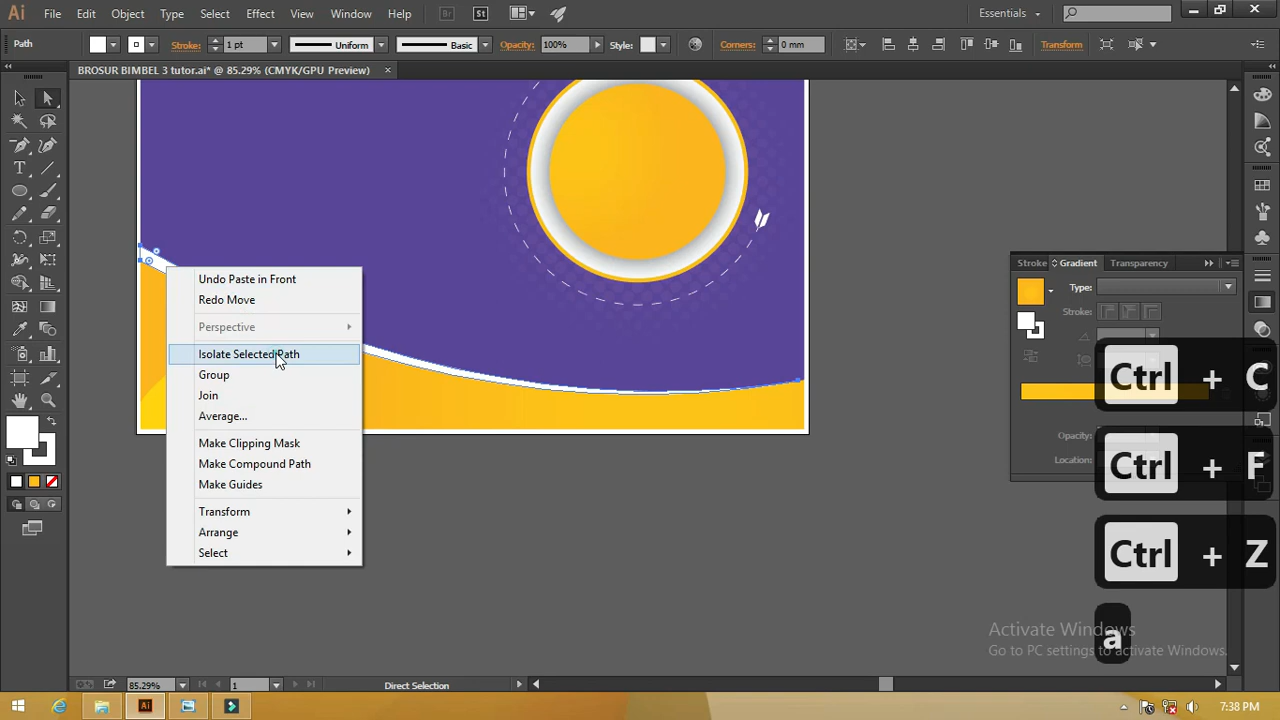 Ai File Edit Object Type Select Effect View Window Help Br St Essentials
Path Stroke: 1 pt Uniform Basic Opacity: 100% Style: Corners: 0 mm Transform
BROSUR BIMBEL 3 tutor.ai* @ 85.29% (CMYK/GPU Preview)
Stroke Gradient Transparency
Type:
Stroke:
Opacity:
Location:
Undo Paste in Front
Redo Move
Perspective
Isolate Selected Path
Group
Join
Average...
Make Clipping Mask
Make Compound Path
Make Guides
Transform
Arrange
Select
Ctrl + C
Ctrl + F
Ctrl + Z
a
Activate Windows
Go to PC settings to activate Windows.
85.29% 1 Direct Selection
Ai 7:38 PM